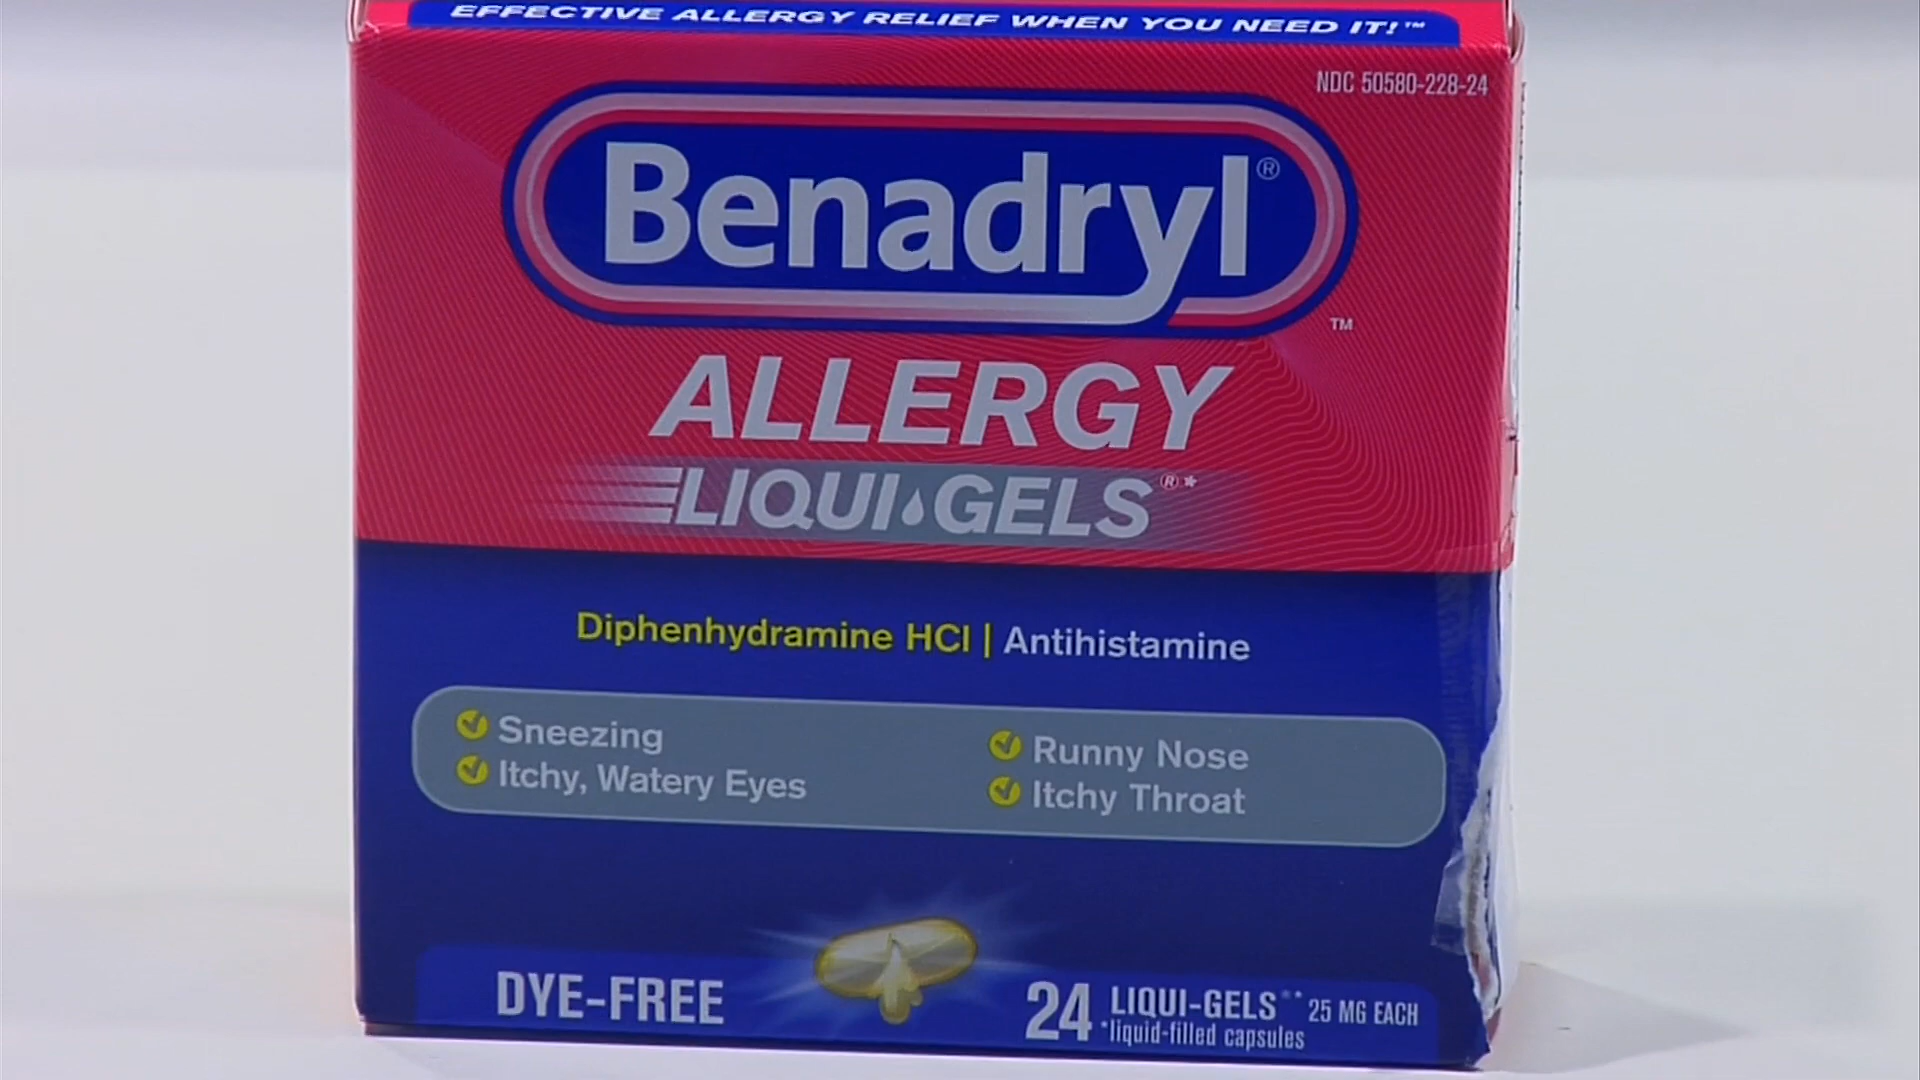 EFFECTIVE ALLERGY RELIEF WHEN YOU NEED IT!™
NDC 50580-228-24
Benadryl®
™
ALLERGY
LIQUI GELS®*
Diphenhydramine HCl | Antihistamine
Sneezing
Itchy, Watery Eyes
Runny Nose
Itchy Throat
DYE-FREE
24 LIQUI-GELS®* 25 MG EACH
*liquid-filled capsules